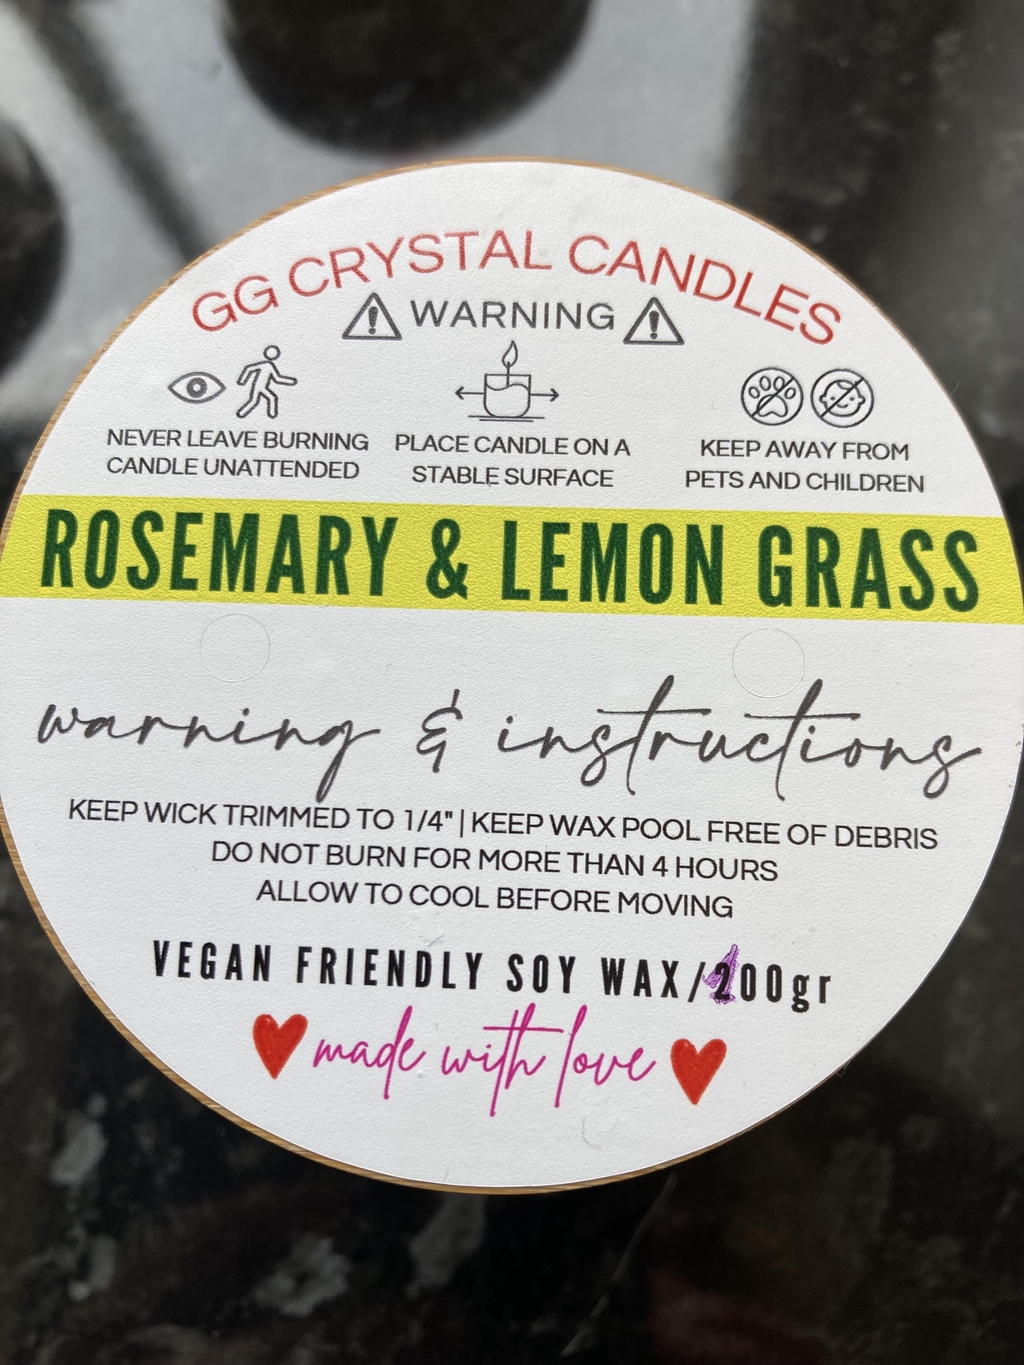 GG CRYSTAL CANDLES
WARNING
NEVER LEAVE BURNING
CANDLE UNATTENDED
PLACE CANDLE ON A
STABLE SURFACE
KEEP AWAY FROM
PETS AND CHILDREN
ROSEMARY & LEMON GRASS
warning & instructions
KEEP WICK TRIMMED TO 1/4" | KEEP WAX POOL FREE OF DEBRIS
DO NOT BURN FOR MORE THAN 4 HOURS
ALLOW TO COOL BEFORE MOVING
VEGAN FRIENDLY SOY WAX/100gr
made with love